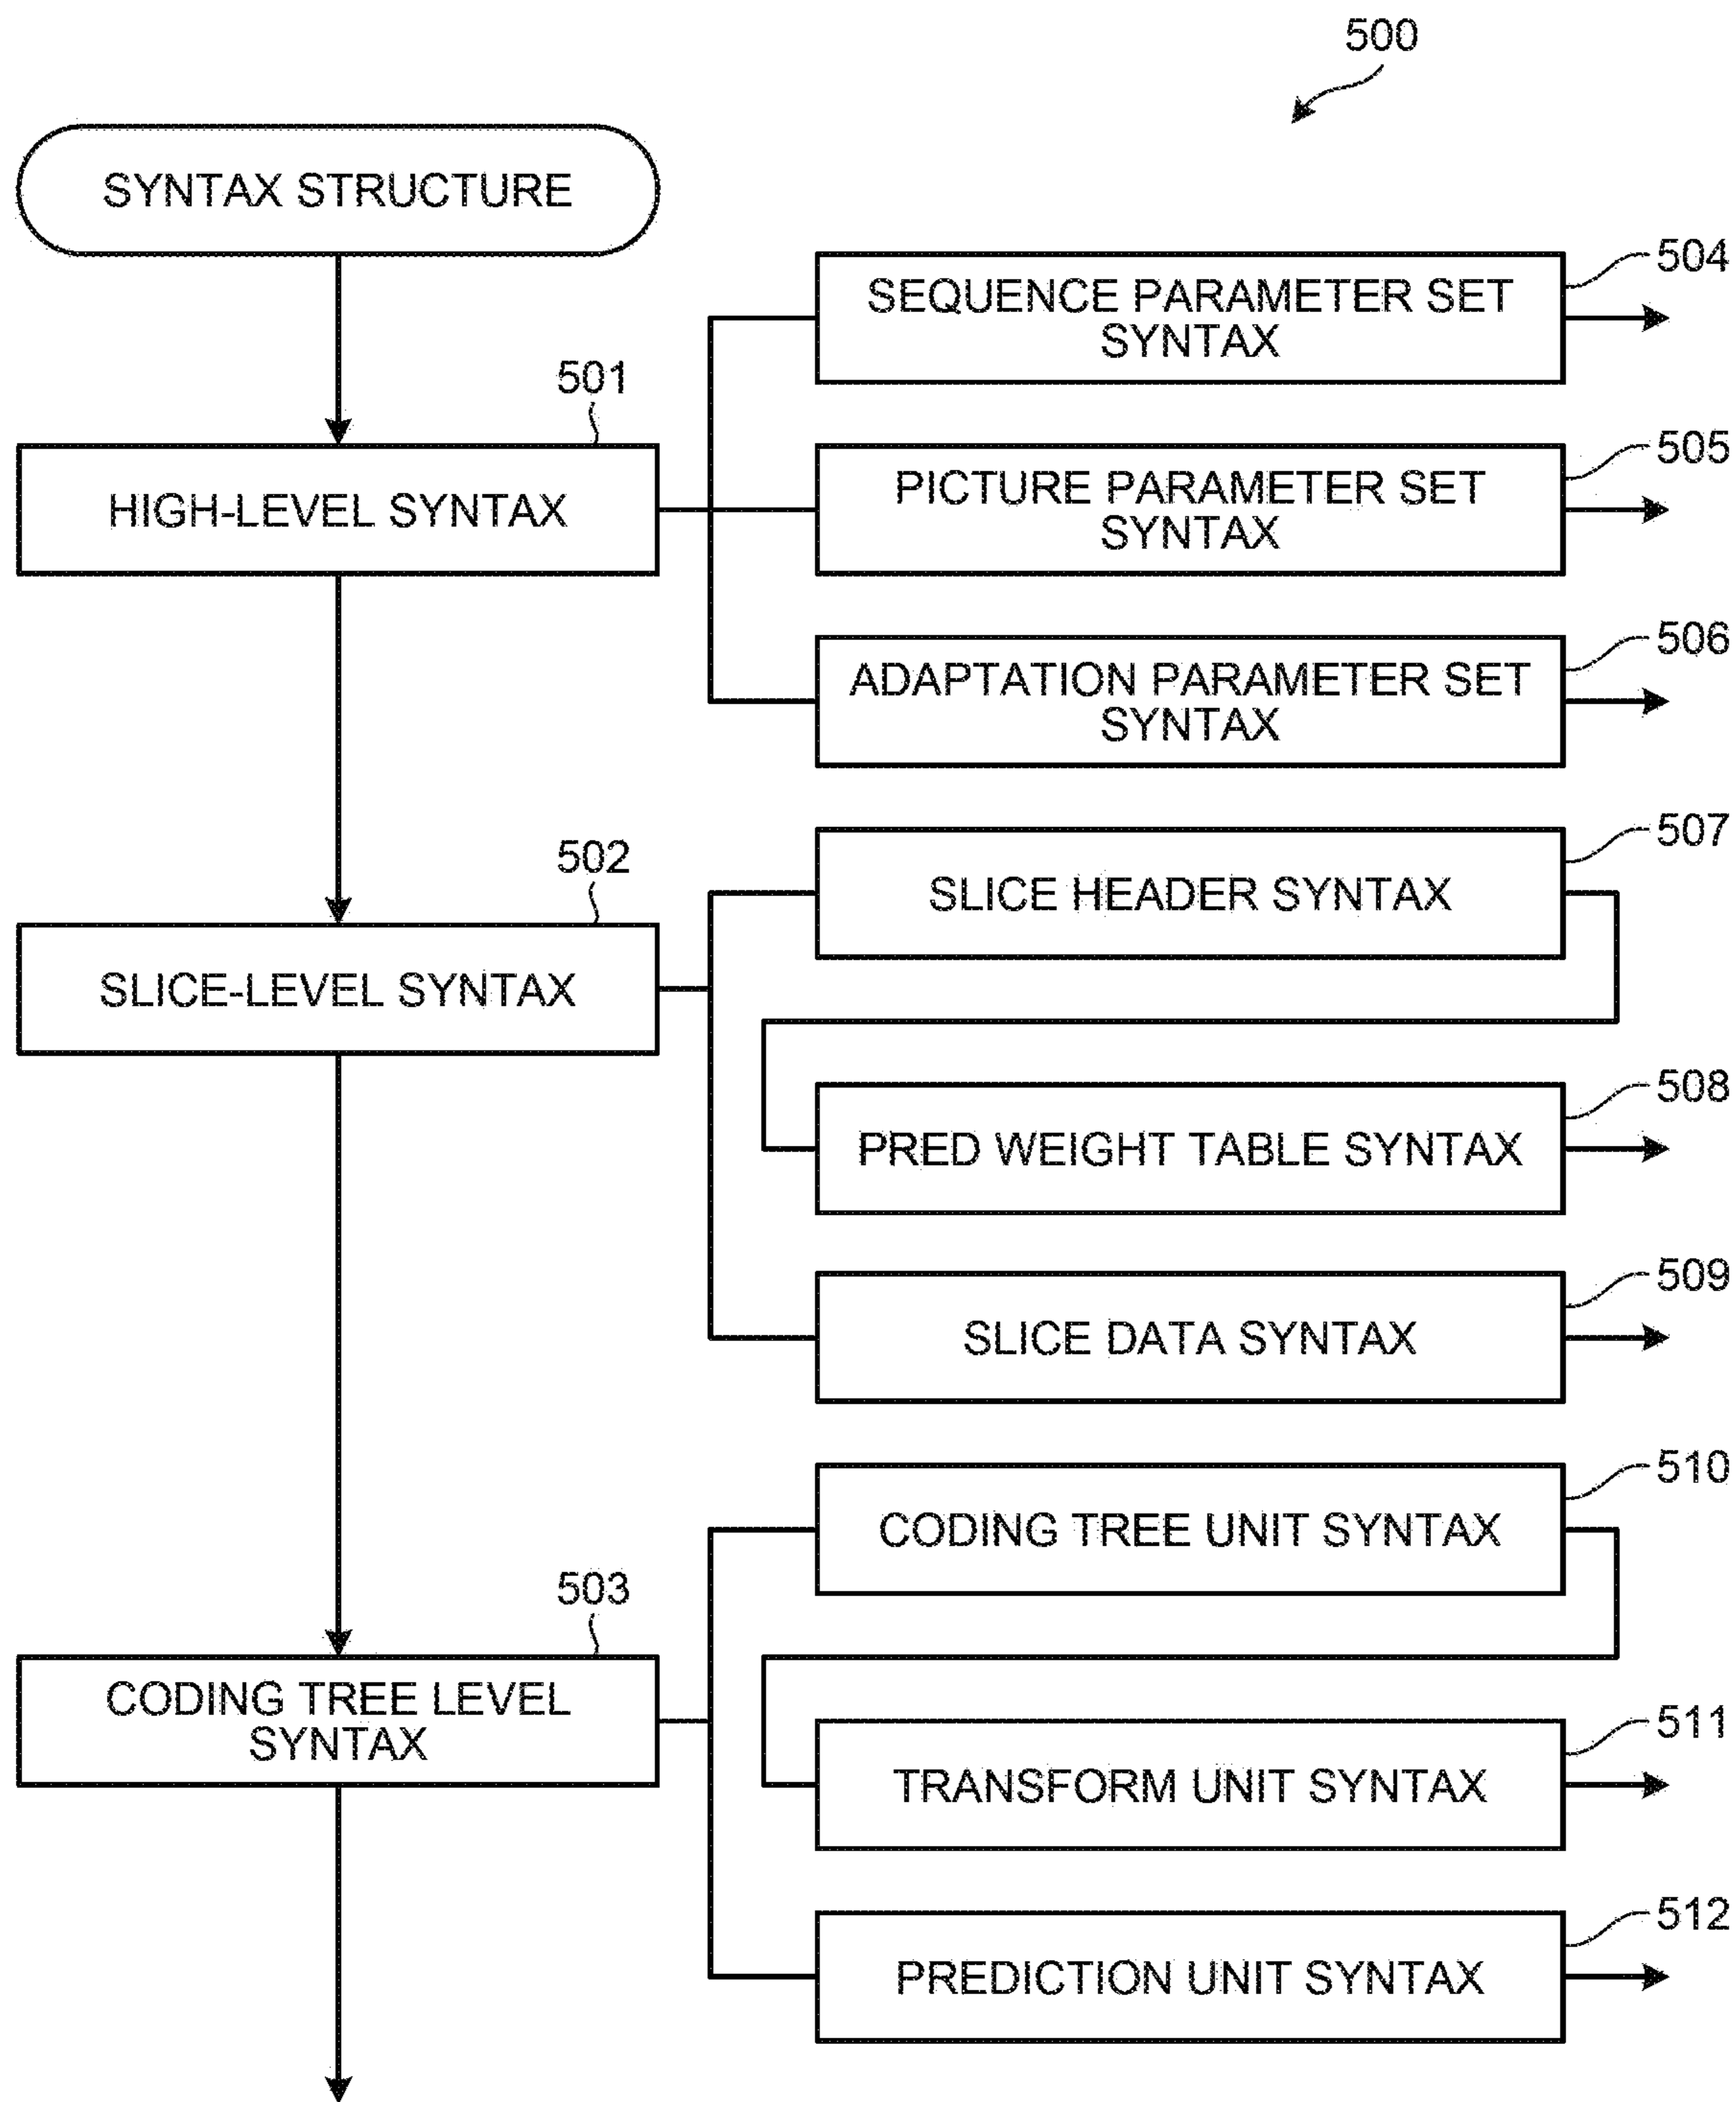 500
SYNTAX STRUCTURE
504
SEQUENCE PARAMETER SET
SYNTAX
501
HIGH-LEVEL SYNTAX
505
PICTURE PARAMETER SET
SYNTAX
506
ADAPTATION PARAMETER SET
SYNTAX
502
SLICE-LEVEL SYNTAX
507
SLICE HEADER SYNTAX
508
PRED WEIGHT TABLE SYNTAX
509
SLICE DATA SYNTAX
503
CODING TREE LEVEL
SYNTAX
510
CODING TREE UNIT SYNTAX
511
TRANSFORM UNIT SYNTAX
512
PREDICTION UNIT SYNTAX